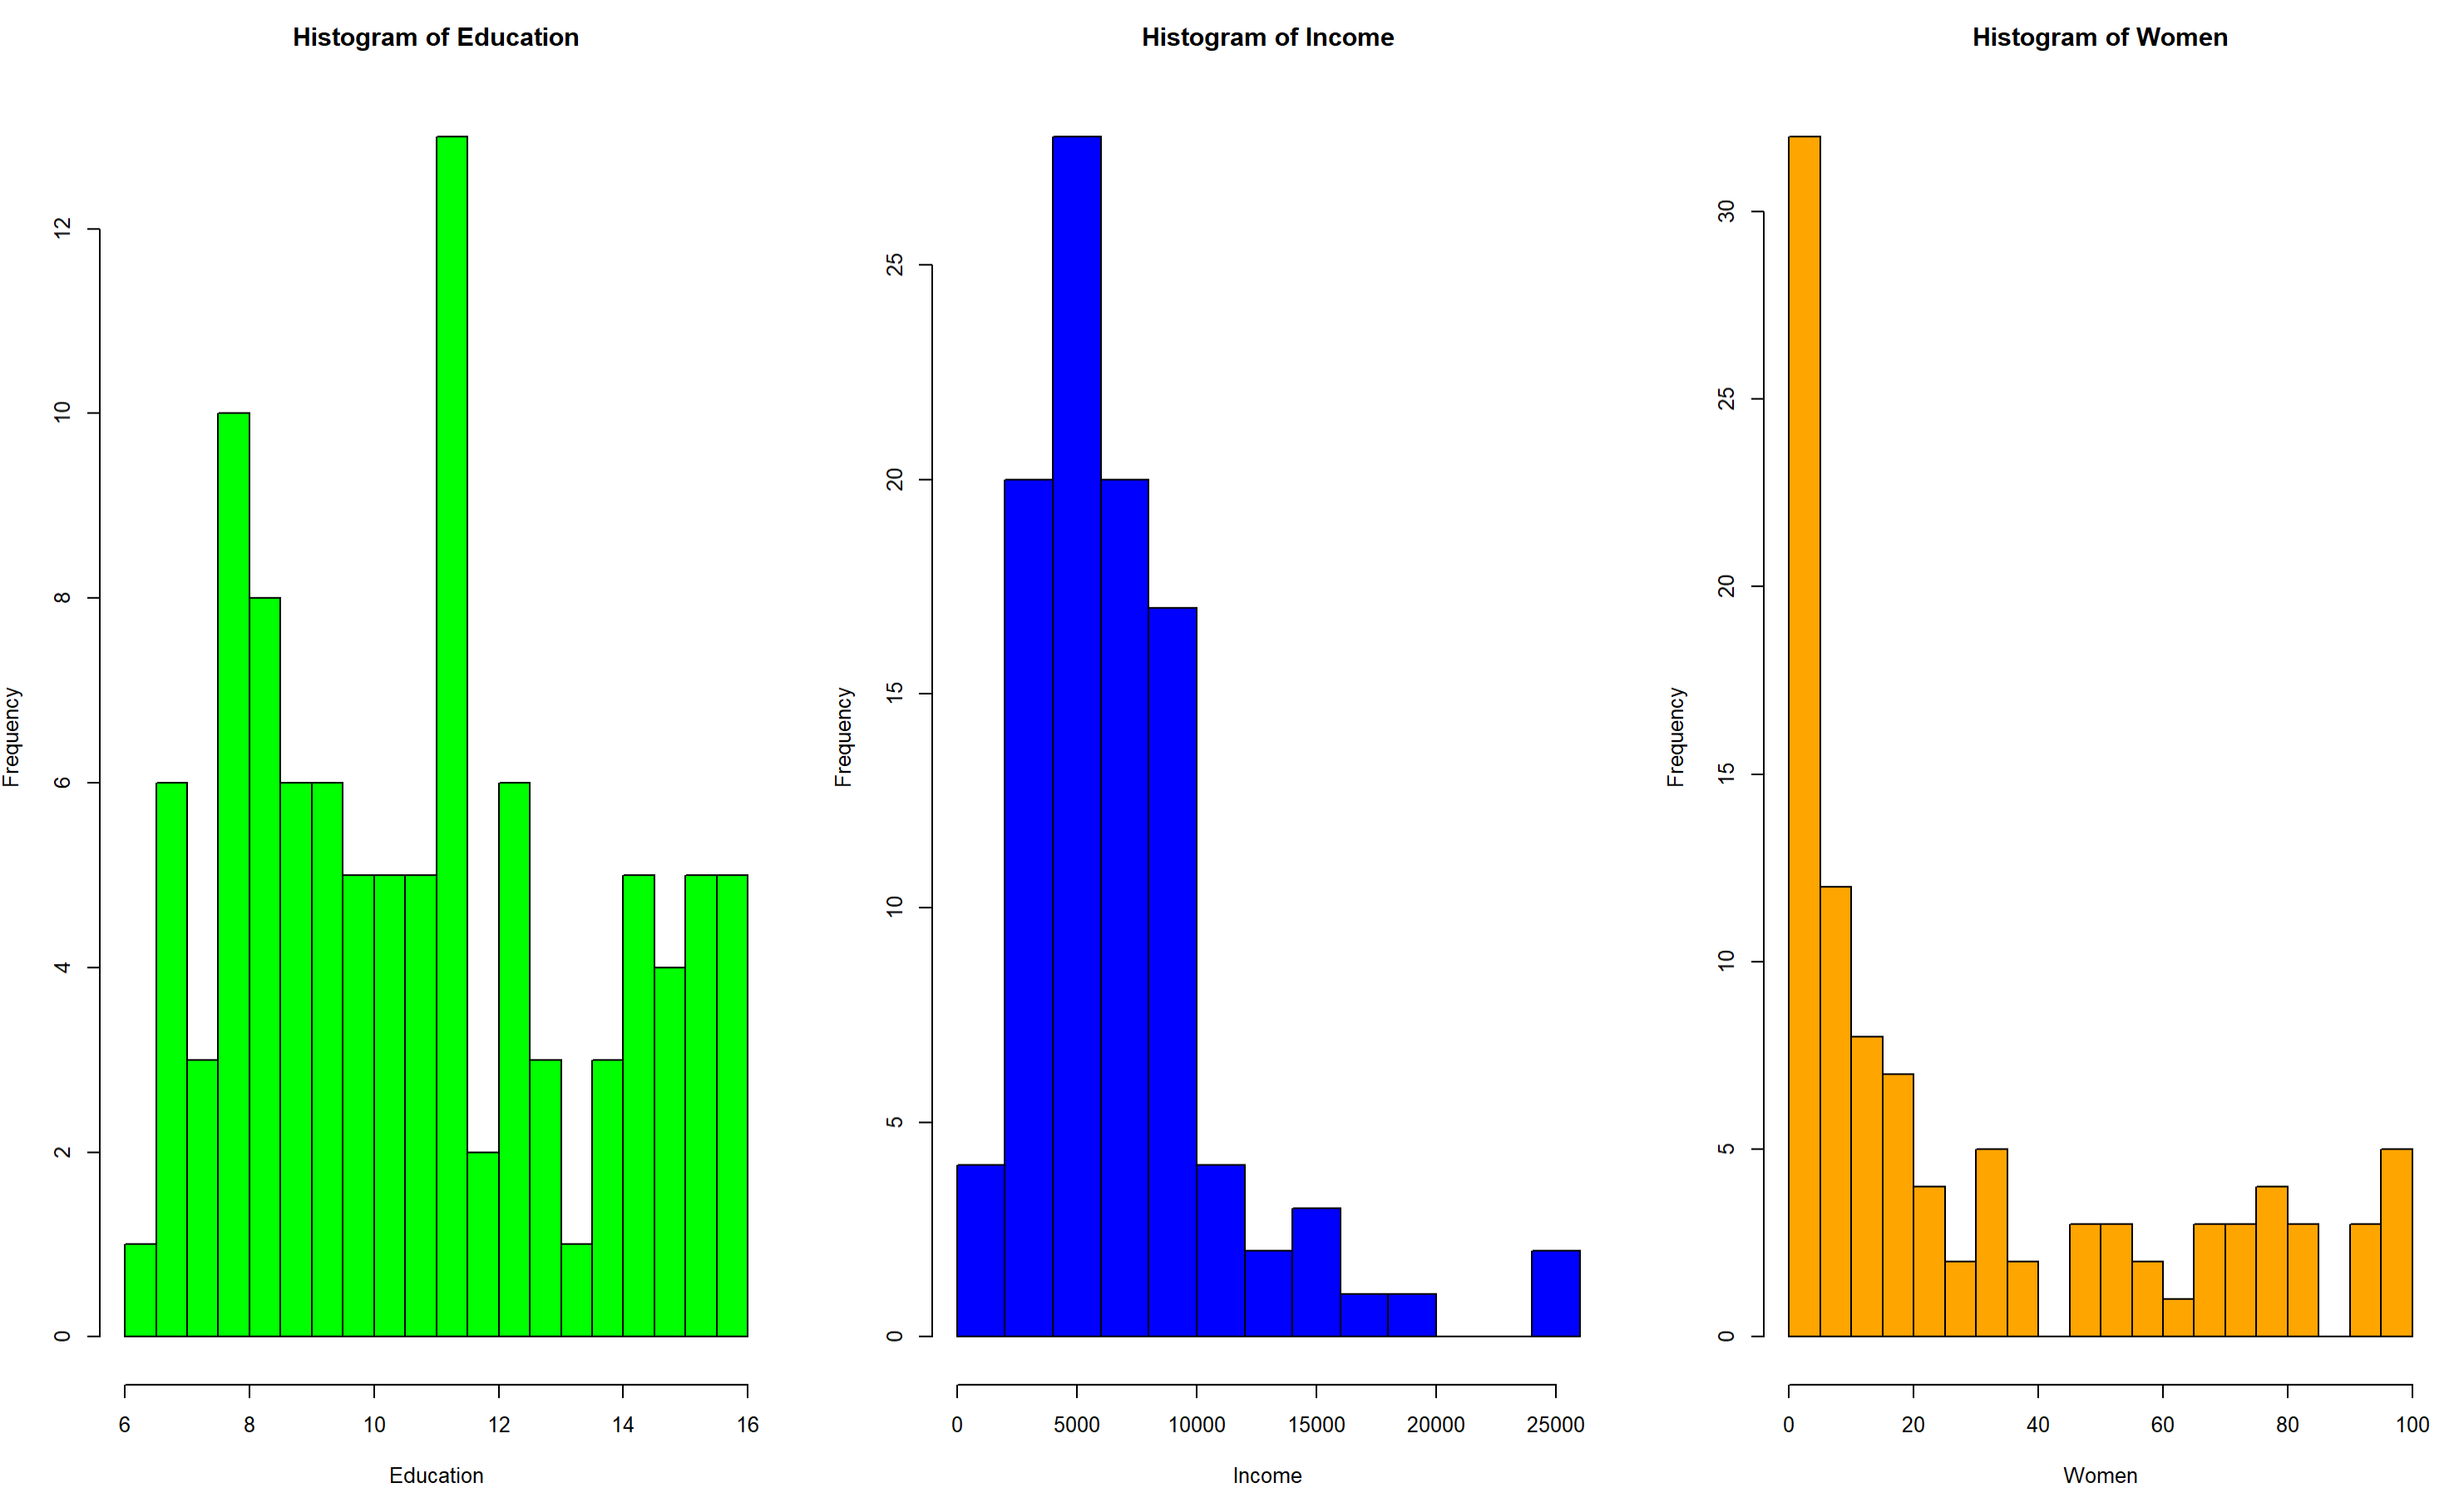 Histogram of Education
Frequency
12
10
8
6
4
2
0
6 8 10 12 14 16
Education
Histogram of Income
Frequency
25
20
15
10
5
0
0 5000 10000 15000 20000 25000
Income
Histogram of Women
Frequency
30
25
20
15
10
5
0
0 20 40 60 80 100
Women